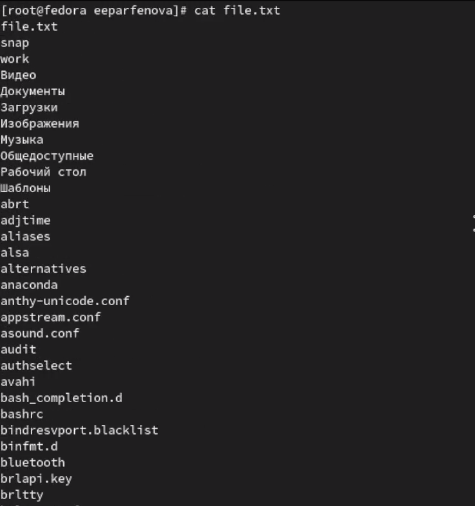 [root@fedora eeparfenova]# cat file.txt
file.txt
snap
work
Видео
Документы
Загрузки
Изображения
Музыка
Общедоступные
Рабочий стол
Шаблоны
abrt
adjtime
aliases
alsa
alternatives
anaconda
anthy-unicode.conf
appstream.conf
asound.conf
audit
authselect
avahi
bash_completion.d
bashrc
bindresvport.blacklist
binfmt.d
bluetooth
brlapi.key
brltty